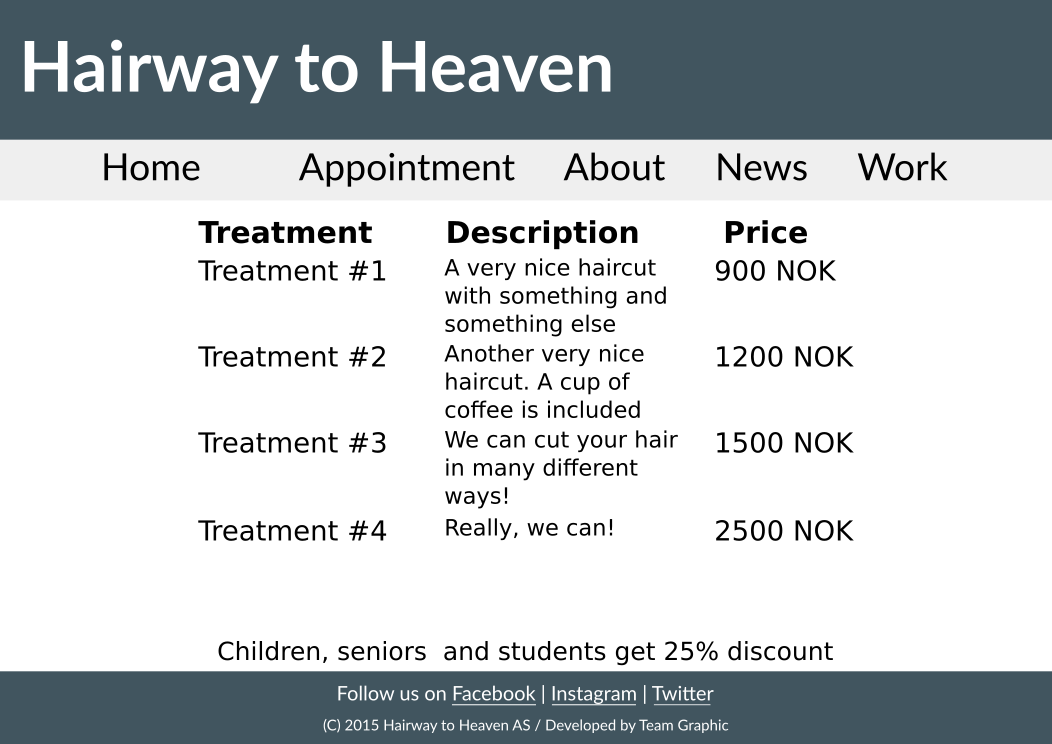 Hairway to Heaven
Home Appointment About News Work
Treatment Description Price
Treatment #1 A very nice haircut 900 NOK
with something and
something else
Treatment #2 Another very nice 1200 NOK
haircut. A cup of
coffee is included
Treatment #3 We can cut your hair 1500 NOK
in many different
ways!
Treatment #4 Really, we can! 2500 NOK
Children, seniors  and students get 25% discount
Follow us on Facebook | Instagram | Twitter
(C) 2015 Hairway to Heaven AS / Developed by Team Graphic